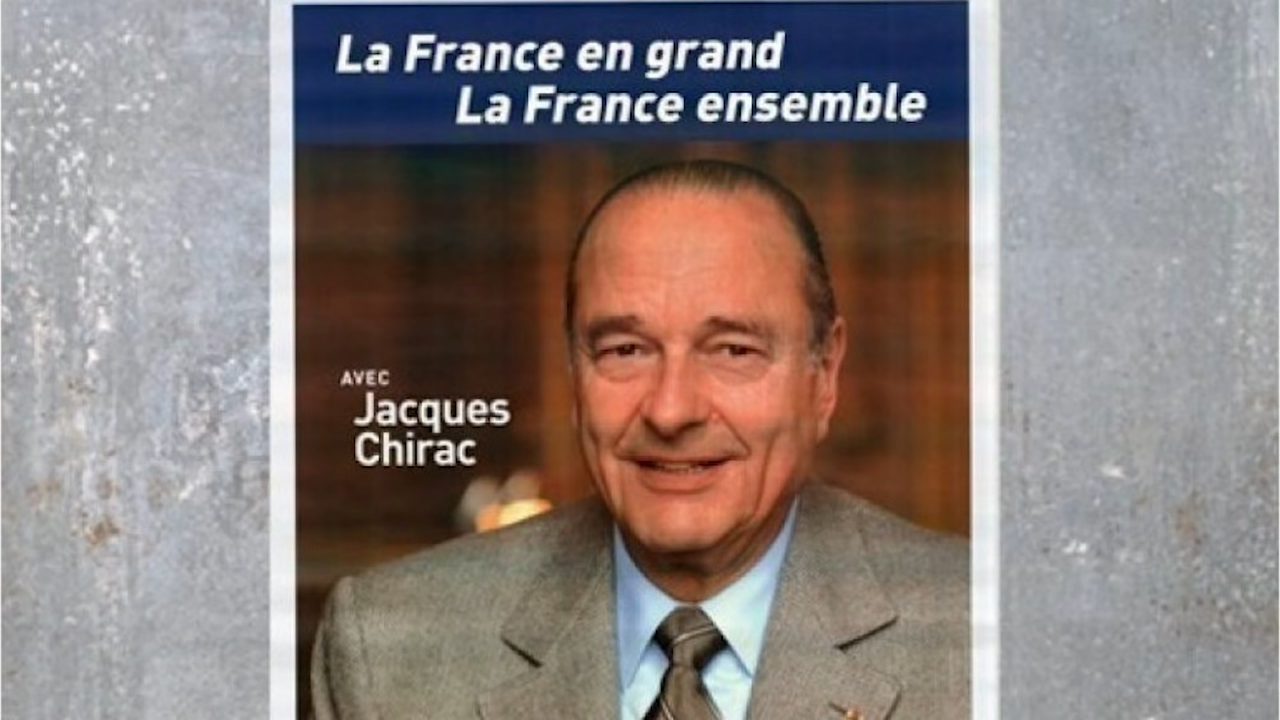 La France en grand
La France ensemble
AVEC
Jacques
Chirac